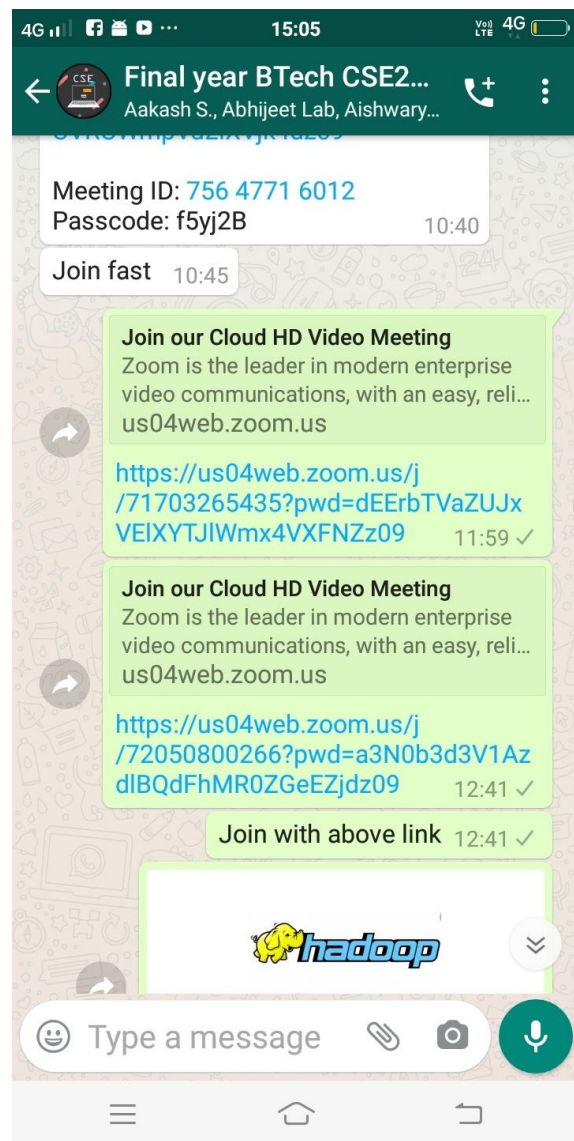 4G 15:05 Vo)) LTE 4G
Final year BTech CSE2...
Aakash S., Abhijeet Lab, Aishwary...
Meeting ID: 756 4771 6012
Passcode: f5yj2B 10:40
Join fast 10:45
Join our Cloud HD Video Meeting
Zoom is the leader in modern enterprise
video communications, with an easy, reli...
us04web.zoom.us
https://us04web.zoom.us/j
/71703265435?pwd=dEErbTVaZUJx
VElXYTJlWmx4VXFNZz09 11:59
Join our Cloud HD Video Meeting
Zoom is the leader in modern enterprise
video communications, with an easy, reli...
us04web.zoom.us
https://us04web.zoom.us/j
/72050800266?pwd=a3N0b3d3V1Az
dlBQdFhMR0ZGeEZjdz09 12:41
Join with above link 12:41
hadoop
Type a message